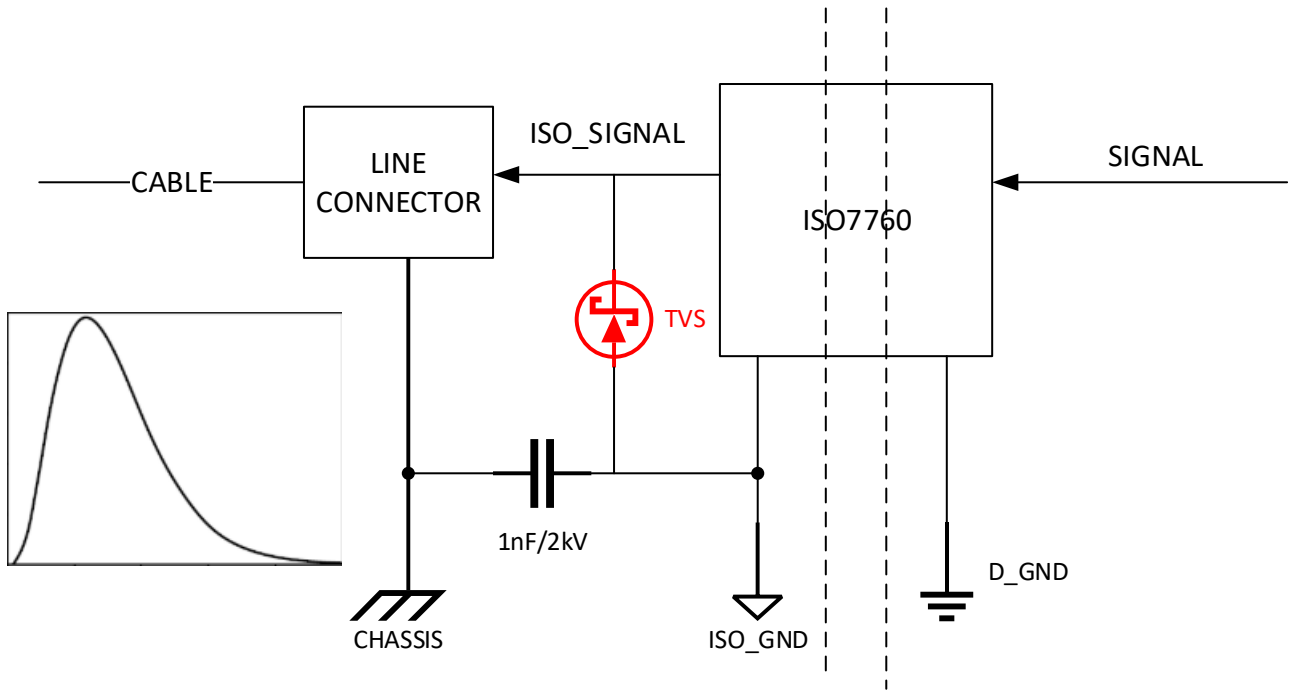 CABLE
LINE
CONNECTOR
ISO_SIGNAL
ISO7760
SIGNAL
TVS
1nF/2kV
CHASSIS
ISO_GND
D_GND